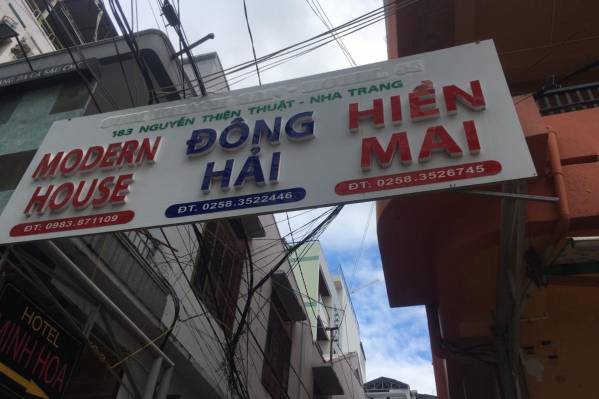 183 NGUYỄN THIỆN THUẬT - NHA TRANG
MODERN
HOUSE
ĐT: 0983.871109
ĐÔNG
HẢI
ĐT: 0258.3522446
HIỀN
MAI
ĐT: 0258.3526745
HOTEL
MINH HOA